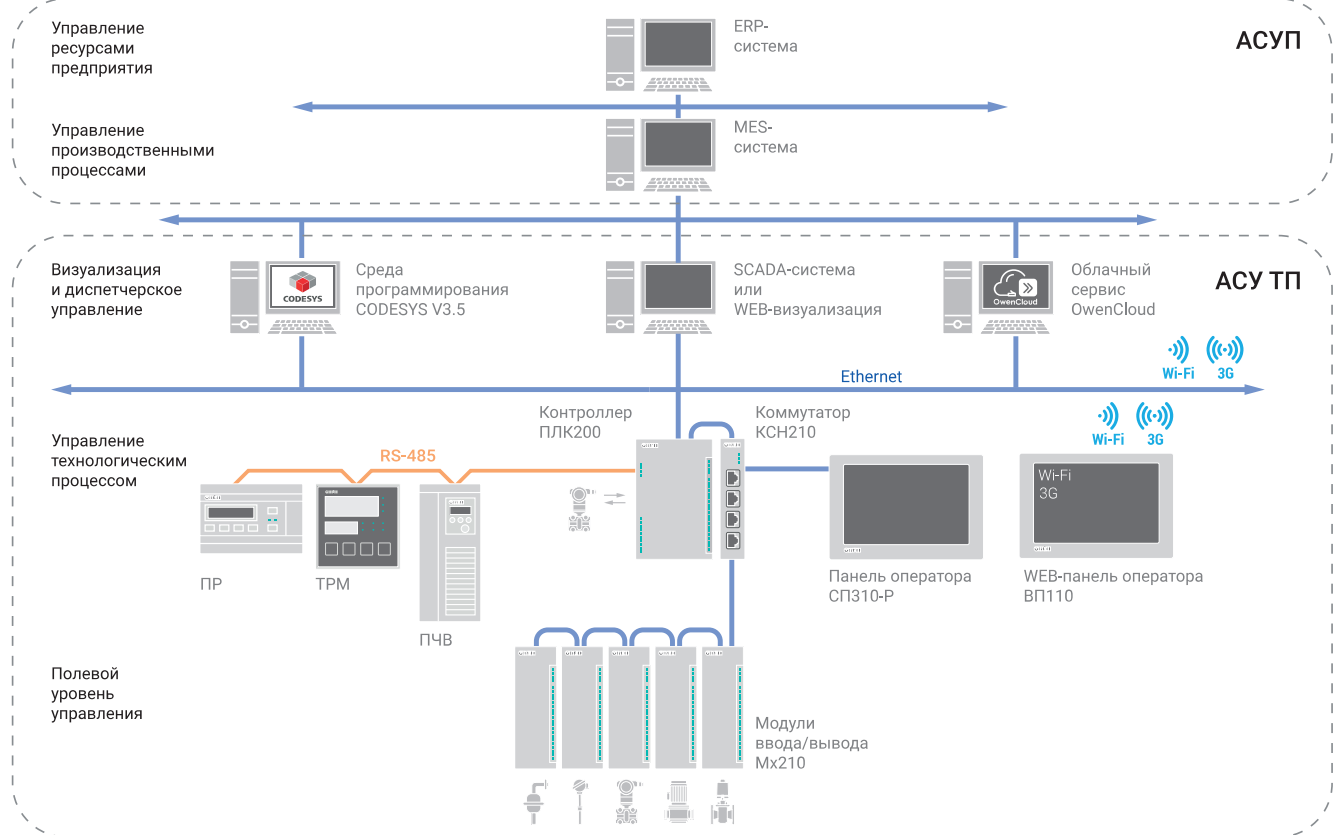 Управление
ресурсами
предприятия
ERP-
система
АСУП
Управление
производственными
процессами
MES-
система
Визуализация
и диспетчерское
управление
CODESYS
Среда
программирования
CODESYS V3.5
SCADA-система
или
WEB-визуализация
OwenCloud
Облачный
сервис
OwenCloud
АСУ ТП
Wi-Fi
3G
Ethernet
Управление
технологическим
процессом
RS-485
Контроллер
ПЛК200
Коммутатор
КСН210
Wi-Fi
3G
Wi-Fi
3G
ПР
ТРМ
ПЧВ
Панель оператора
СП310-Р
WEB-панель оператора
ВП110
Полевой
уровень
управления
Модули
ввода/вывода
Мх210